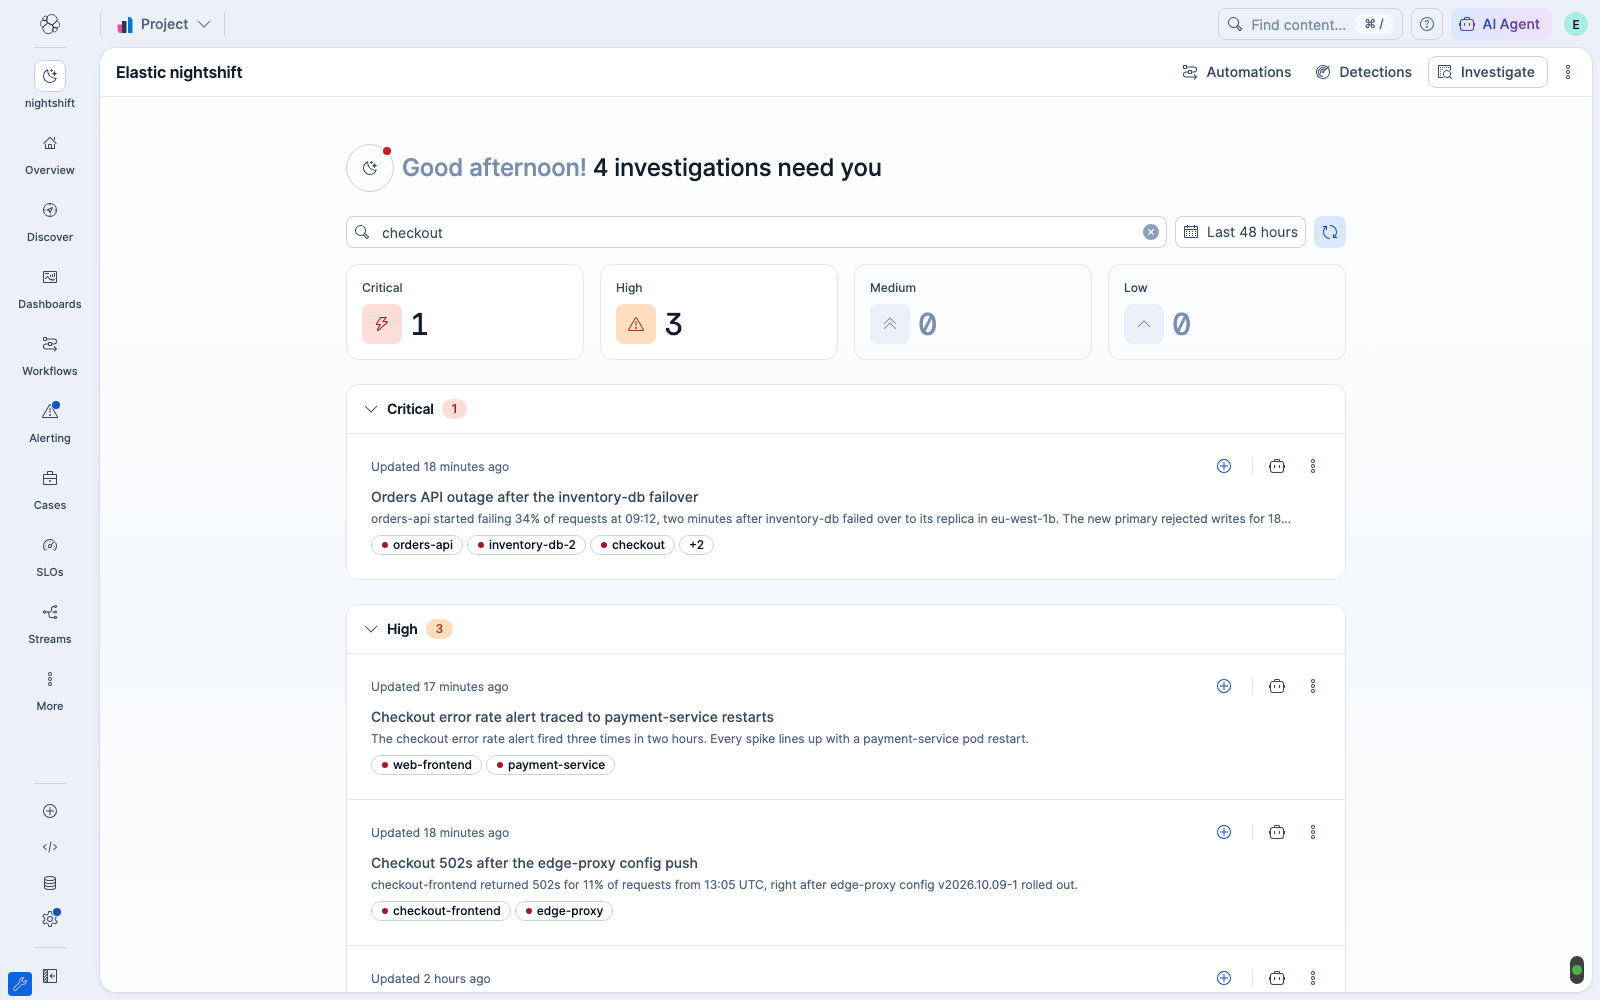 Project
Find content...
⌘ /
AI Agent
E
Elastic nightshift
Automations
Detections
Investigate
nightshift
Overview
Discover
Dashboards
Workflows
Alerting
Cases
SLOs
Streams
More
Good afternoon! 4 investigations need you
checkout
Last 48 hours
Critical
1
High
3
Medium
0
Low
0
Critical 1
Updated 18 minutes ago
Orders API outage after the inventory-db failover
orders-api started failing 34% of requests at 09:12, two minutes after inventory-db failed over to its replica in eu-west-1b. The new primary rejected writes for 18...
orders-api
inventory-db-2
checkout
+2
High 3
Updated 17 minutes ago
Checkout error rate alert traced to payment-service restarts
The checkout error rate alert fired three times in two hours. Every spike lines up with a payment-service pod restart.
web-frontend
payment-service
Updated 18 minutes ago
Checkout 502s after the edge-proxy config push
checkout-frontend returned 502s for 11% of requests from 13:05 UTC, right after edge-proxy config v2026.10.09-1 rolled out.
checkout-frontend
edge-proxy
Updated 2 hours ago